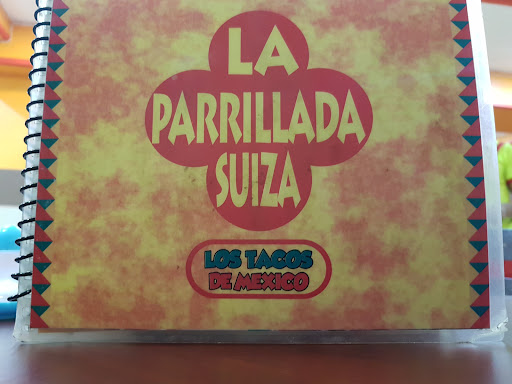 LA
PARRILLADA
SUIZA
LOS TACOS
DE MEXICO